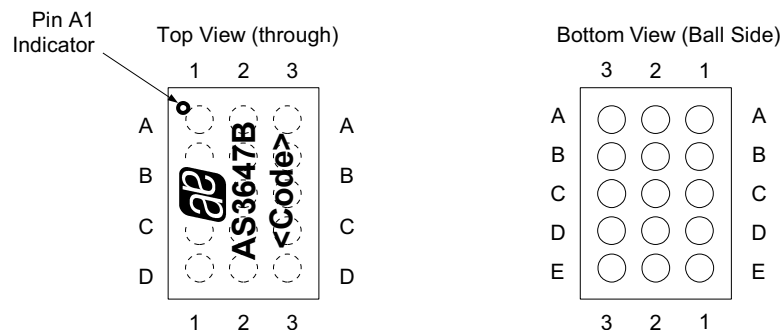 Pin A1
Indicator
Top View (through)
1 2 3
A A
B B
C C
D D
1 2 3
AS3647B
<Code>
Bottom View (Ball Side)
3 2 1
A A
B B
C C
D D
E E
3 2 1